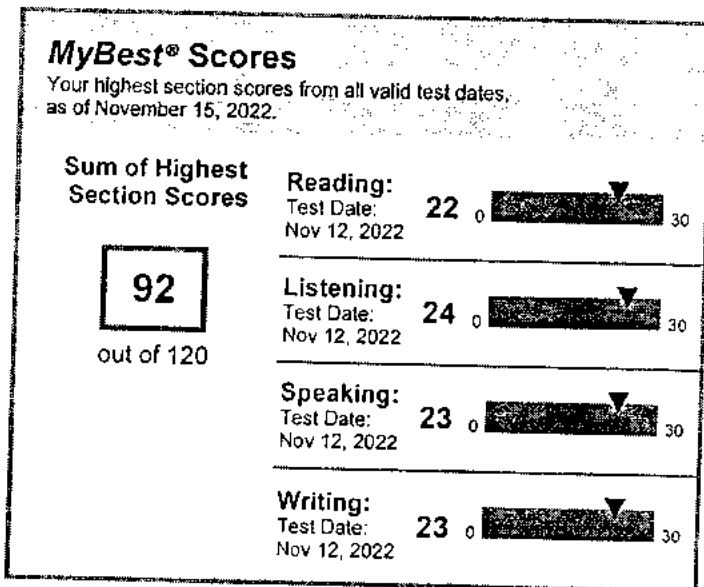 MyBest® Scores
Your highest section scores from all valid test dates,
as of November 15, 2022.
Sum of Highest
Section Scores
92
out of 120
Reading:
Test Date:
Nov 12, 2022
22
0
30
Listening:
Test Date:
Nov 12, 2022
24
0
30
Speaking:
Test Date:
Nov 12, 2022
23
0
30
Writing:
Test Date:
Nov 12, 2022
23
0
30